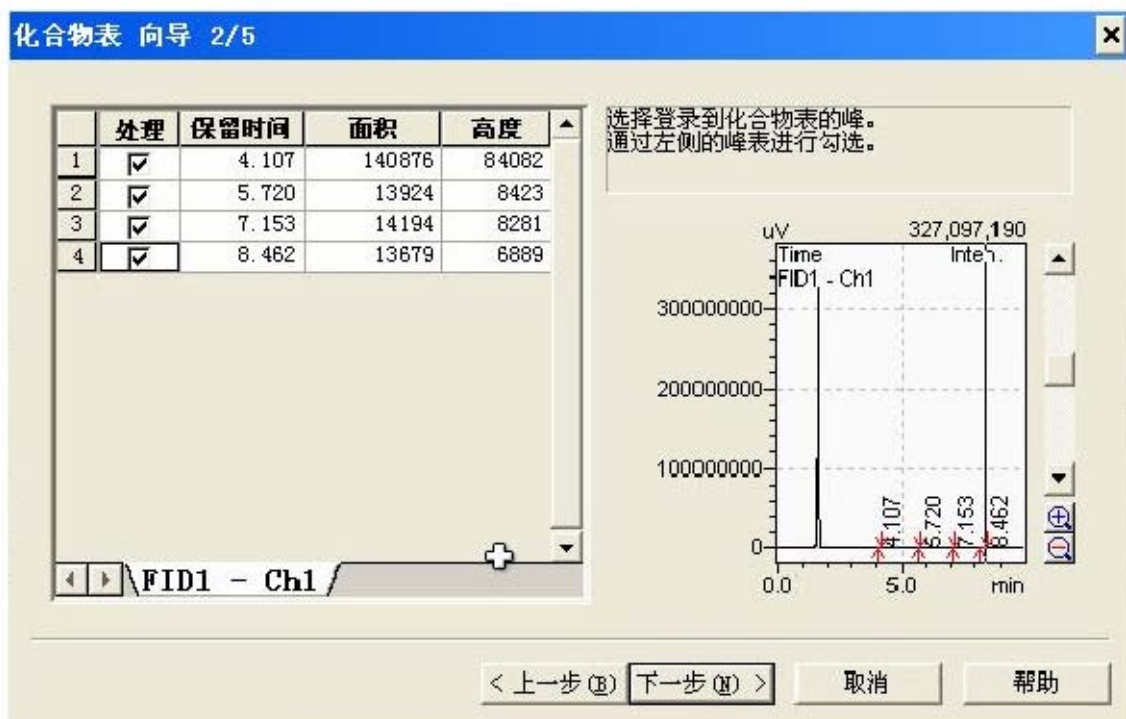 化合物表 向导 2/5
处理 保留时间 面积 高度
1 4.107 140876 84082
2 5.720 13924 8423
3 7.153 14194 8281
4 8.462 13679 6889
FID1 - Ch1
选择登录到化合物表的峰。
通过左侧的峰表进行勾选。
uV 327,097,190
Time Inten.
FID1 - Ch1
300000000
200000000
100000000
0
4.107 5.720 7.153 8.462
0.0 5.0 min
< 上一步(B) 下一步(N) > 取消 帮助